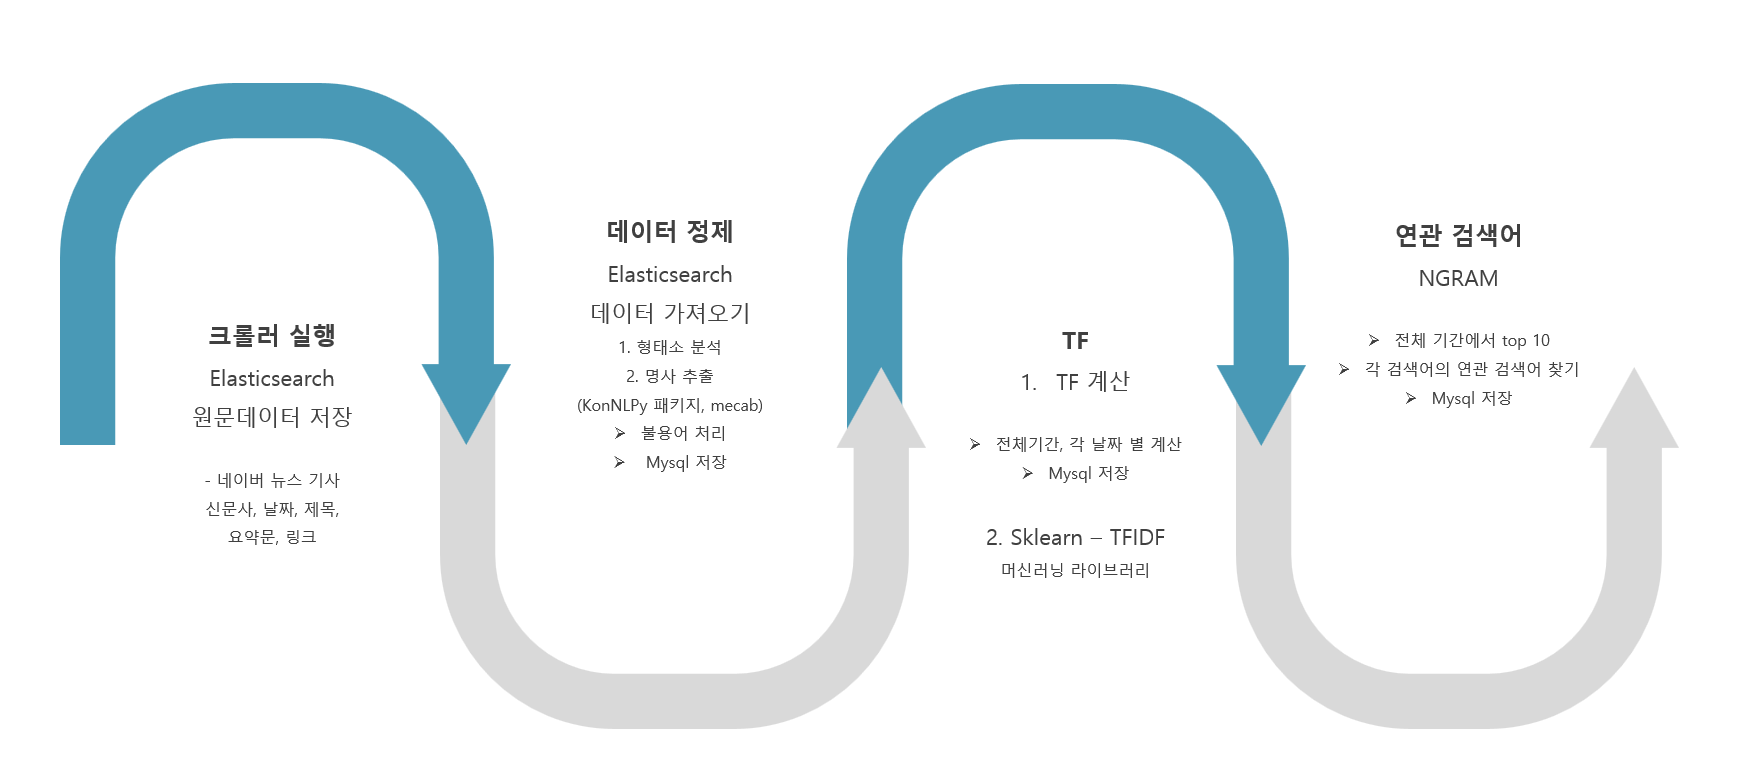 크롤러 실행
Elasticsearch
원문데이터 저장
- 네이버 뉴스 기사
신문사, 날짜, 제목,
요약문, 링크
데이터 정제
Elasticsearch
데이터 가져오기
1. 형태소 분석
2. 명사 추출
(KonNLPy 패키지, mecab)
➢ 불용어 처리
➢ Mysql 저장
TF
1. TF 계산
➢ 전체기간, 각 날짜 별 계산
➢ Mysql 저장
2. Sklearn – TFIDF
머신러닝 라이브러리
연관 검색어
NGRAM
➢ 전체 기간에서 top 10
➢ 각 검색어의 연관 검색어 찾기
➢ Mysql 저장